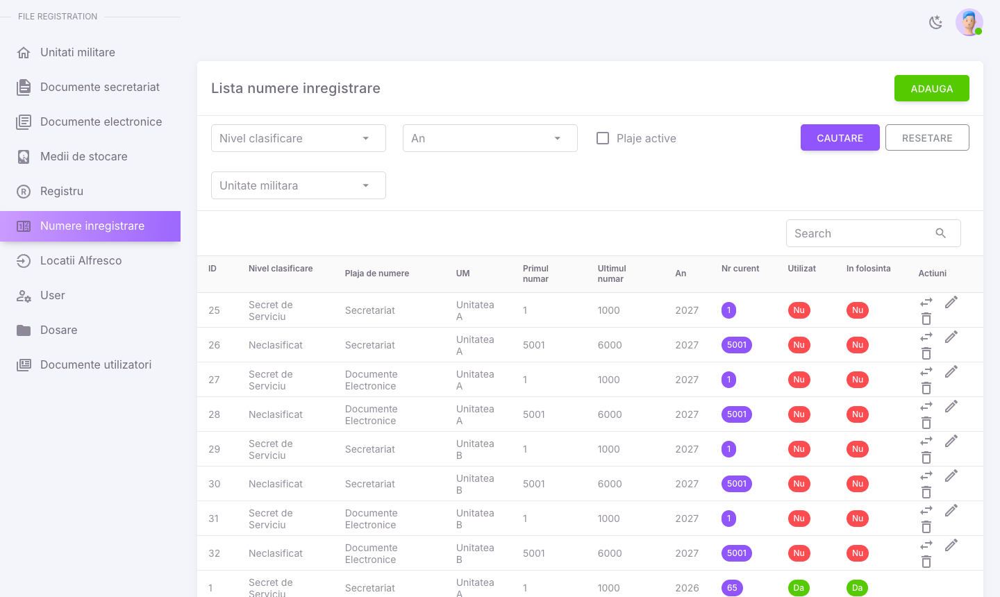 FILE REGISTRATION
Unitati militare
Documente secretariat
Documente electronice
Medii de stocare
Registru
Numere inregistrare
Locatii Alfresco
User
Dosare
Documente utilizatori
Lista numere inregistrare
ADAUGA
Nivel clasificare An Plaje active CAUTARE RESETARE
Unitate militara
Search
ID Nivel clasificare Plaja de numere UM Primul numar Ultimul numar An Nr curent Utilizat In folosinta Actiuni
25 Secret de Serviciu Secretariat Unitatea A 1 1000 2027 1 Nu Nu
26 Neclasificat Secretariat Unitatea A 5001 6000 2027 5001 Nu Nu
27 Secret de Serviciu Documente Electronice Unitatea A 1 1000 2027 1 Nu Nu
28 Neclasificat Documente Electronice Unitatea A 5001 6000 2027 5001 Nu Nu
29 Secret de Serviciu Secretariat Unitatea B 1 1000 2027 1 Nu Nu
30 Neclasificat Secretariat Unitatea B 5001 6000 2027 5001 Nu Nu
31 Secret de Serviciu Documente Electronice Unitatea B 1 1000 2027 1 Nu Nu
32 Neclasificat Documente Electronice Unitatea B 5001 6000 2027 5001 Nu Nu
1 Secret de Serviciu Secretariat Unitatea A 1 1000 2026 65 Da Da